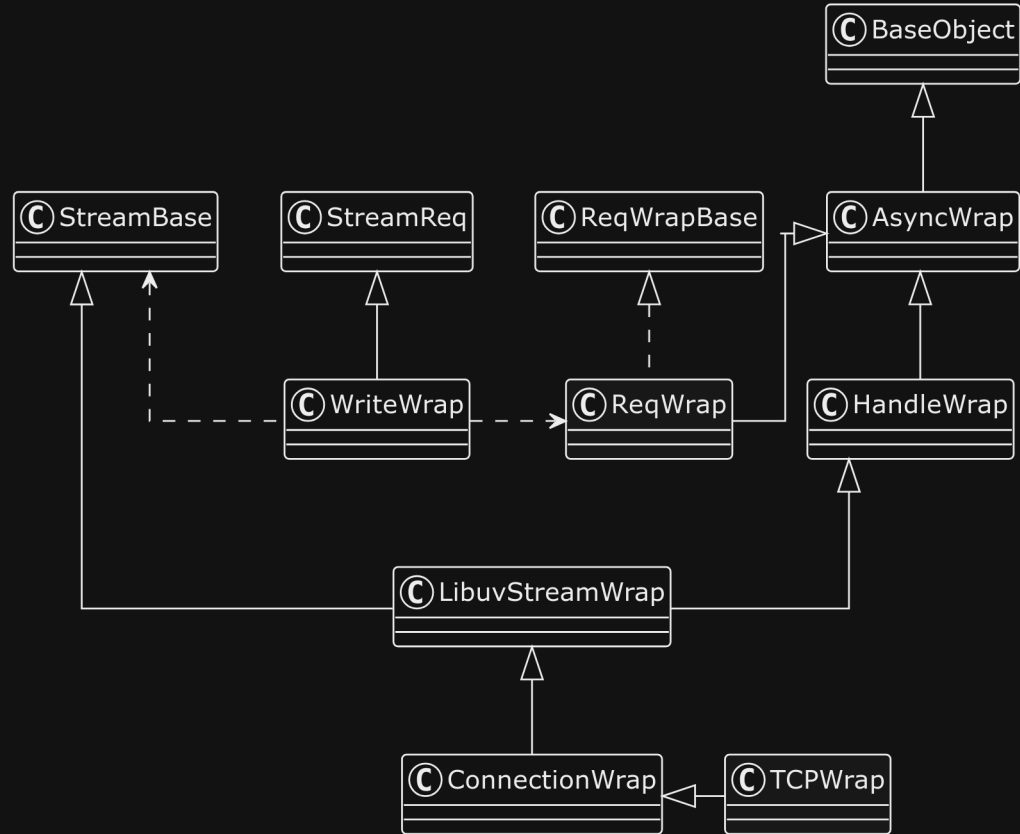 C BaseObject
C StreamBase
C StreamReq
C ReqWrapBase
C AsyncWrap
C WriteWrap
C ReqWrap
C HandleWrap
C LibuvStreamWrap
C ConnectionWrap
C TCPWrap